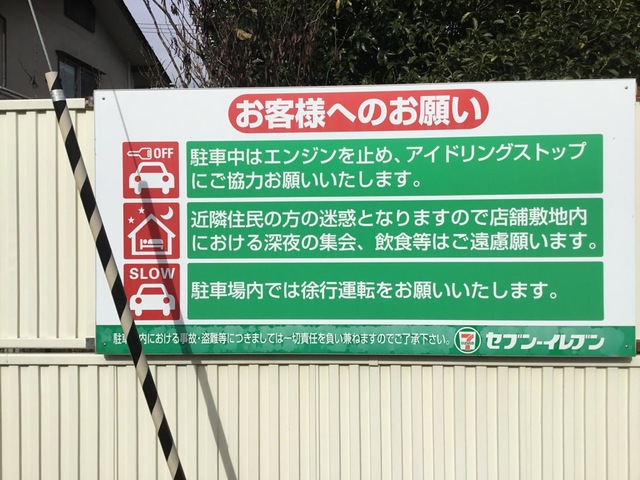 お客様へのお願い
OFF
駐車中はエンジンを止め、アイドリングストップ
にご協力お願いいたします。
近隣住民の方の迷惑となりますので店舗敷地内
における深夜の集会、飲食等はご遠慮願います。
SLOW
駐車場内では徐行運転をお願いいたします。
駐車 内における事故・盗難等につきましては一切責任を負い兼ねますのでご了承下さい。
7 ELEVEN セブン-イレブン